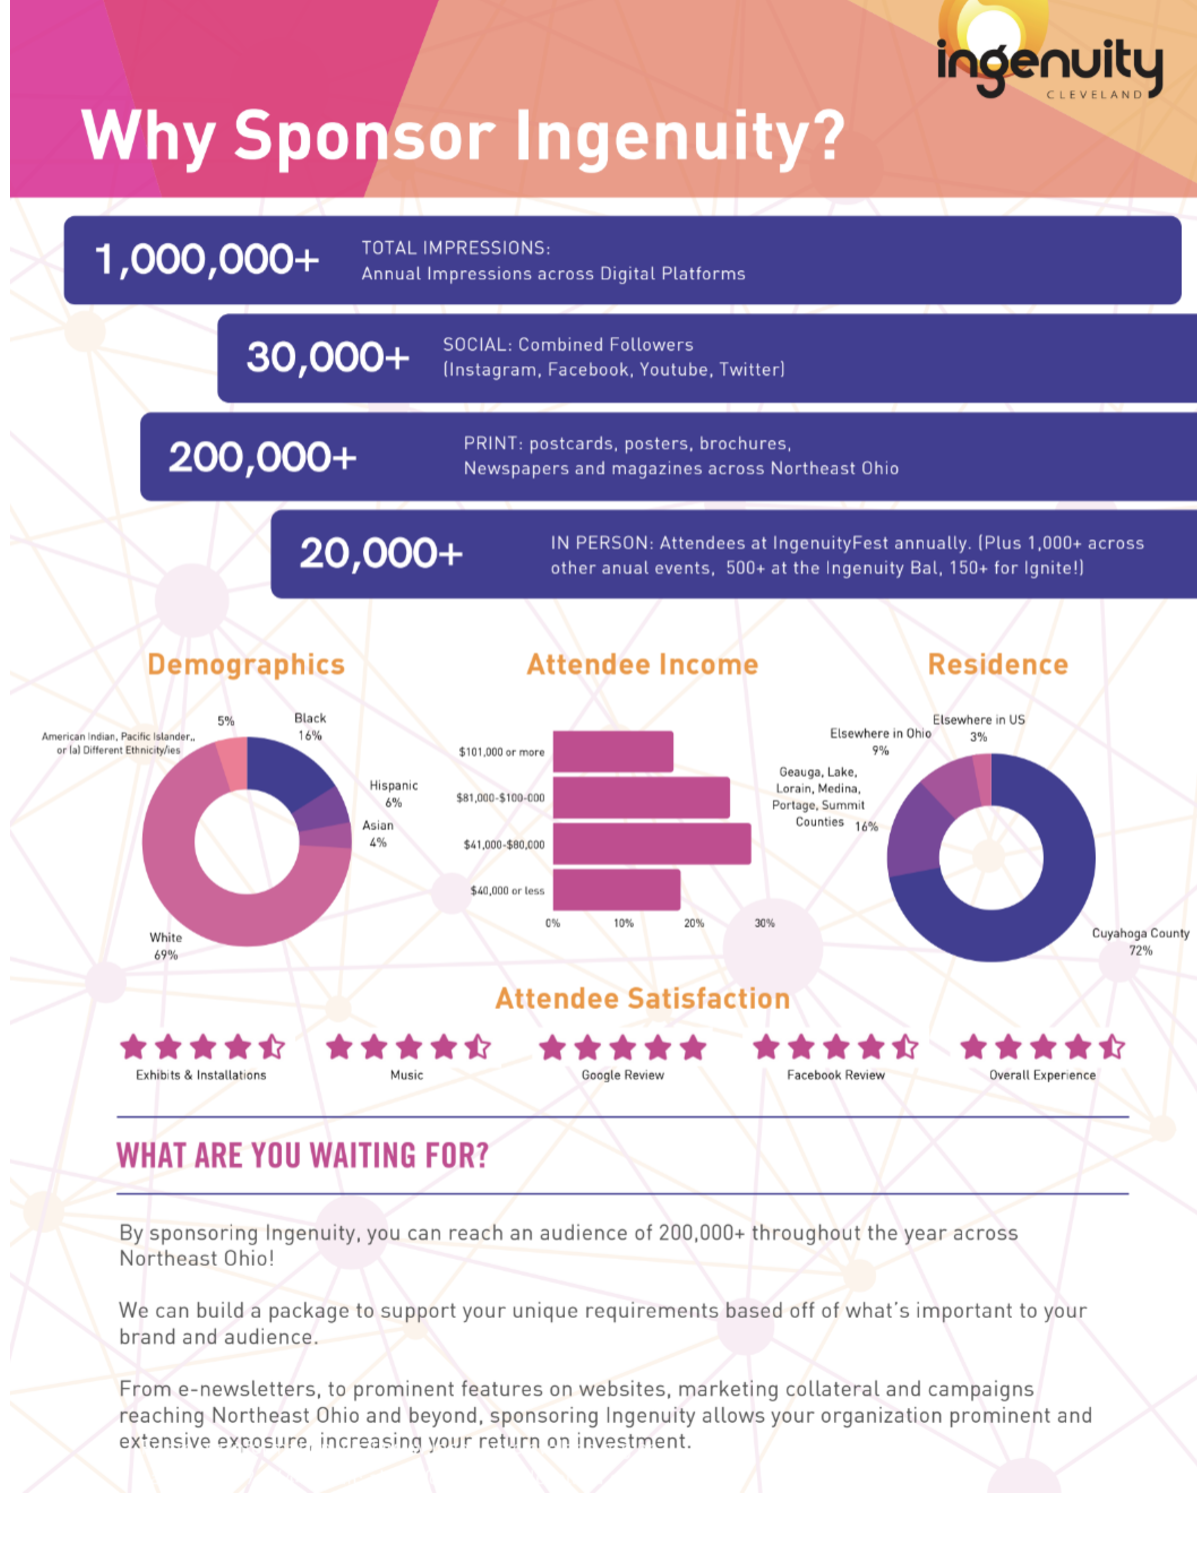 ingenuity
CLEVELAND
Why Sponsor Ingenuity?
1,000,000+
TOTAL IMPRESSIONS:
Annual Impressions across Digital Platforms
30,000+
SOCIAL: Combined Followers
(Instagram, Facebook, Youtube, Twitter)
200,000+
PRINT: postcards, posters, brochures,
Newspapers and magazines across Northeast Ohio
20,000+
IN PERSON: Attendees at IngenuityFest annually. (Plus 1,000+ across
other anual events, 500+ at the Ingenuity Bal, 150+ for Ignite!)
Demographics
5%
American Indian, Pacific Islander..
or (a) Different Ethnicity/ies
Black
16%
Hispanic
6%
Asian
4%
White
69%
Attendee Income
$101,000 or more
$81,000-$100-000
$41,000-$80,000
$40,000 or less
0% 10% 20% 30%
Residence
Elsewhere in US
3%
Elsewhere in Ohio
9%
Geauga, Lake,
Lorain, Medina,
Portage, Summit
Counties 16%
Cuyahoga County
72%
Attendee Satisfaction
Exhibits & Installations
Music
Google Review
Facebook Review
Overall Experience
WHAT ARE YOU WAITING FOR?
By sponsoring Ingenuity, you can reach an audience of 200,000+ throughout the year across
Northeast Ohio!
We can build a package to support your unique requirements based off of what's important to your
brand and audience.
From e-newsletters, to prominent features on websites, marketing collateral and campaigns
reaching Northeast Ohio and beyond, sponsoring Ingenuity allows your organization prominent and
extensive exposure, increasing your return on investment.